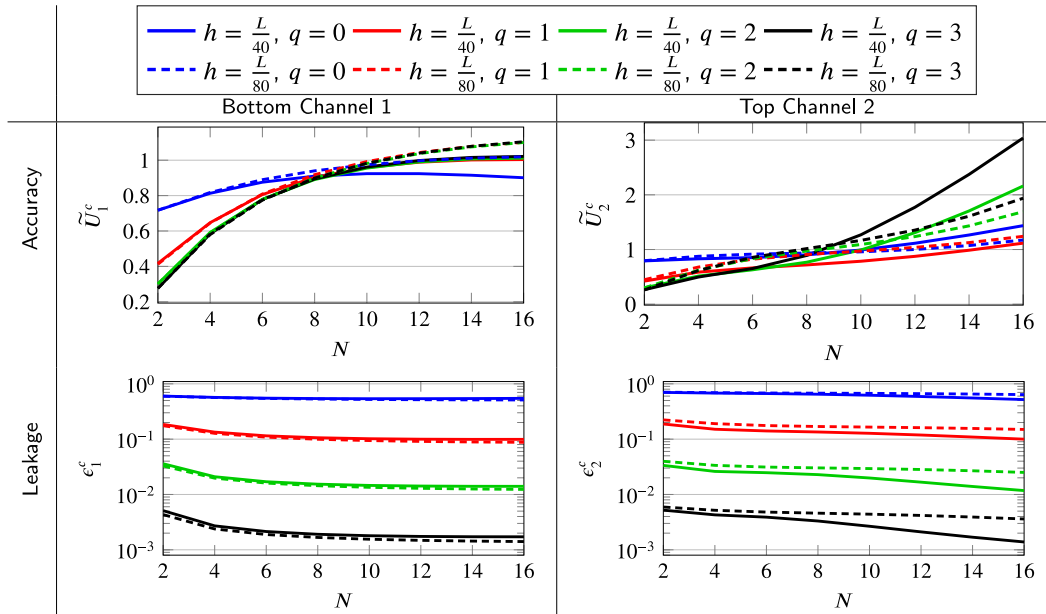 h = L/40, q = 0 h = L/40, q = 1 h = L/40, q = 2 h = L/40, q = 3
h = L/80, q = 0 h = L/80, q = 1 h = L/80, q = 2 h = L/80, q = 3
Bottom Channel 1 Top Channel 2
Accuracy
Ũ₁ᶜ
1
0.8
0.6
0.4
0.2
2 4 6 8 10 12 14 16
N
Ũ₂ᶜ
3
2
1
0
2 4 6 8 10 12 14 16
N
Leakage
ϵ₁ᶜ
10⁰
10⁻¹
10⁻²
10⁻³
2 4 6 8 10 12 14 16
N
ϵ₂ᶜ
10⁰
10⁻¹
10⁻²
10⁻³
2 4 6 8 10 12 14 16
N